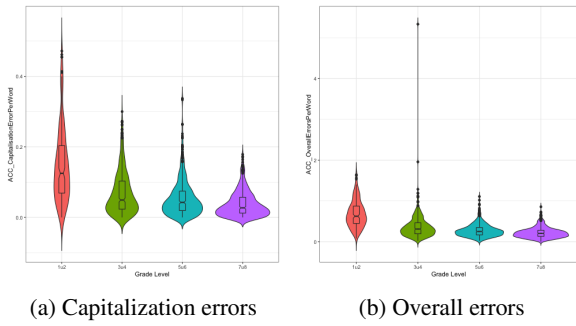 0.4
0.2
0.0
ACC_CapitalisationErrorPerWord
1u2
3u4
5u6
7u8
Grade Level
4
2
0
ACC_OverallErrorPerWord
1u2
3u4
5u6
7u8
Grade Level
(a) Capitalization errors
(b) Overall errors